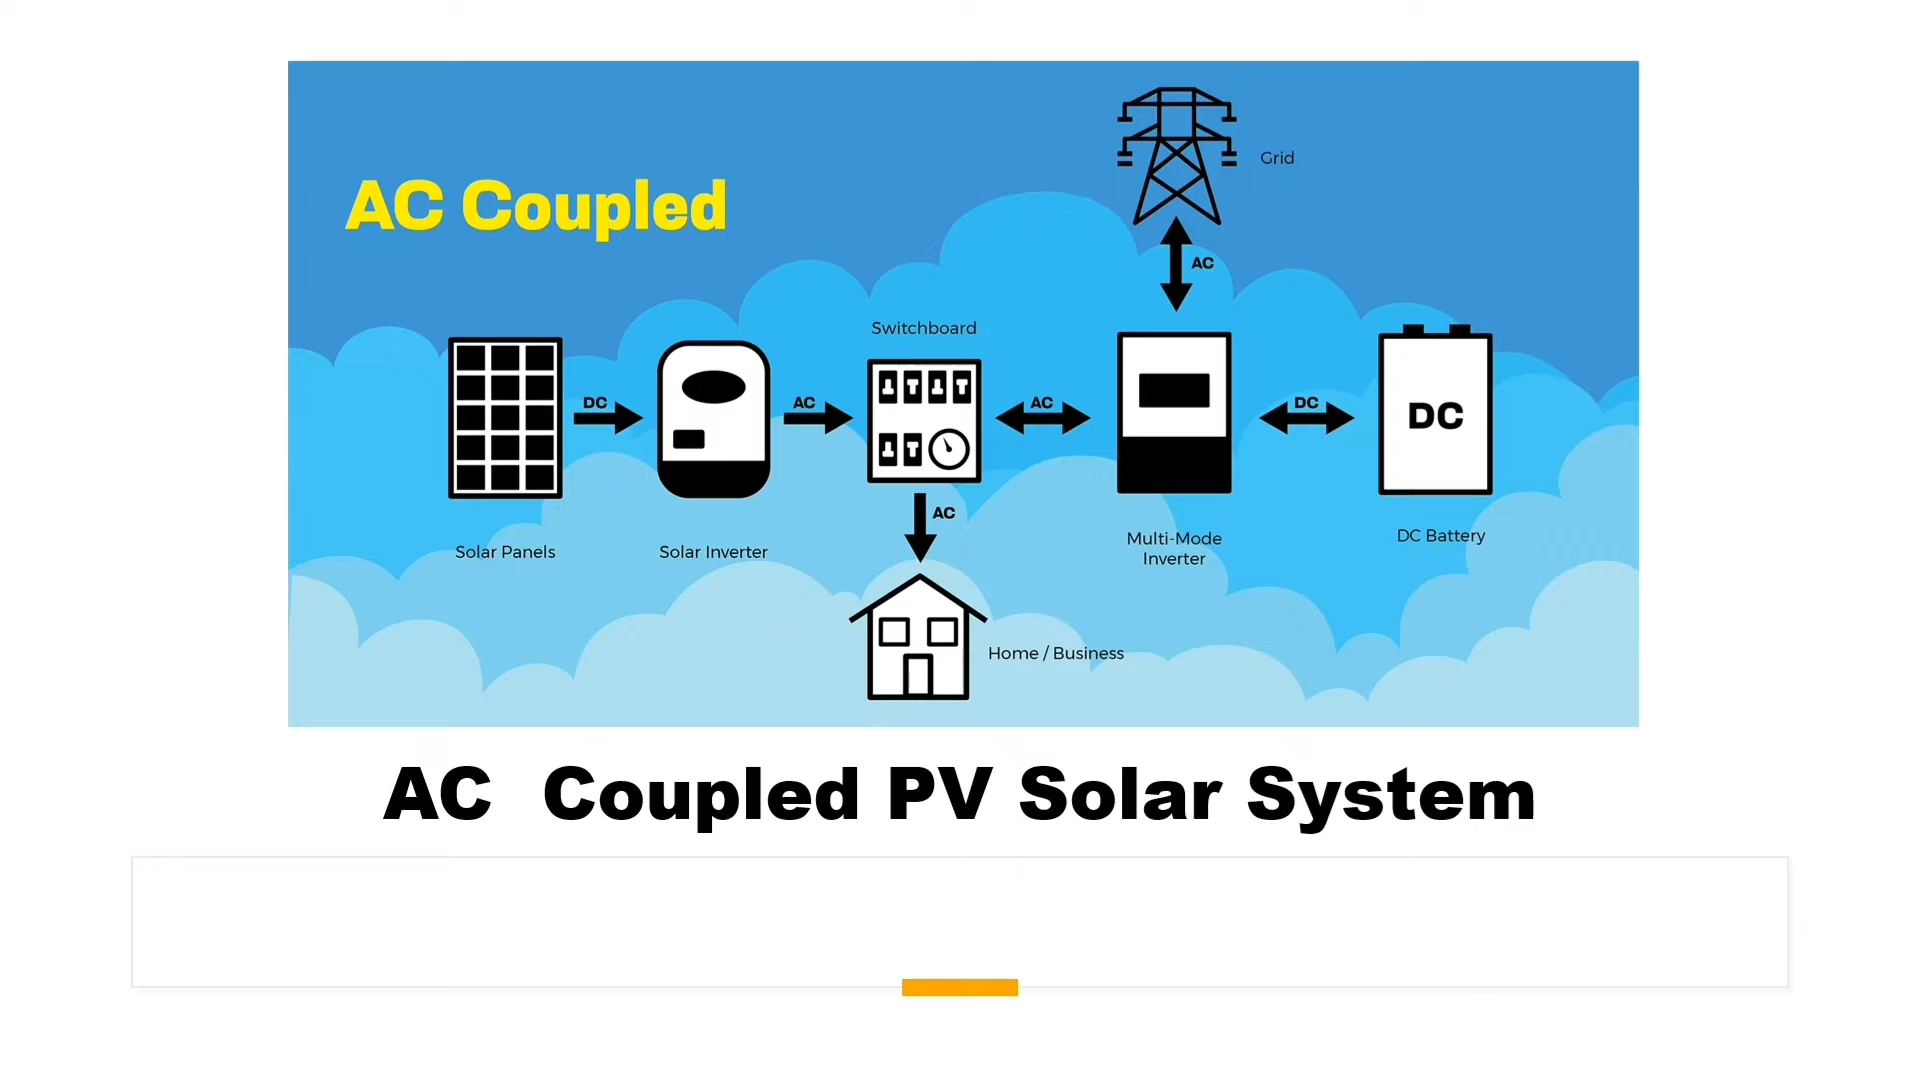 AC Coupled
Grid
AC
Switchboard
DC
AC
AC
DC
DC
AC
Solar Panels
Solar Inverter
Multi-Mode
Inverter
DC Battery
Home / Business
AC  Coupled PV Solar System